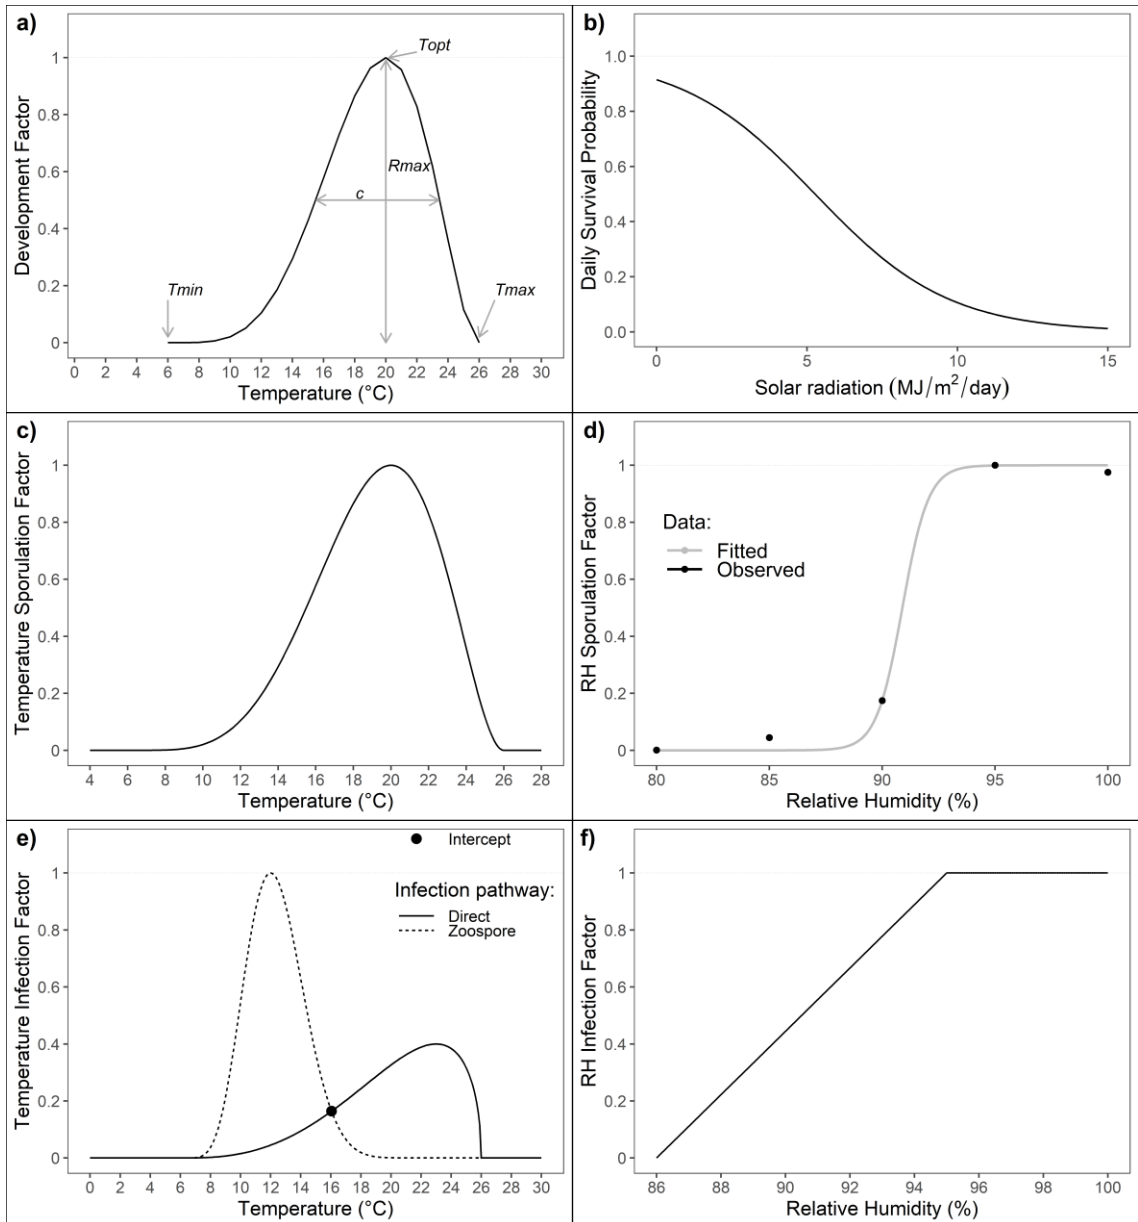 a)
Topt
Rmax
c
Tmin
Tmax
Development Factor
1
0.8
0.6
0.4
0.2
0
0 2 4 6 8 10 12 14 16 18 20 22 24 26 28 30
Temperature (°C)
b)
Daily Survival Probability
1.0
0.8
0.6
0.4
0.2
0.0
0 5 10 15
Solar radiation (MJ/m²/day)
c)
Temperature Sporulation Factor
1
0.8
0.6
0.4
0.2
0
4 6 8 10 12 14 16 18 20 22 24 26 28
Temperature (°C)
d)
RH Sporulation Factor
1
0.8
0.6
0.4
0.2
0
Data:
Fitted
Observed
80 85 90 95 100
Relative Humidity (%)
e)
Intercept
Infection pathway:
Direct
Zoospore
Temperature Infection Factor
1
0.8
0.6
0.4
0.2
0
0 2 4 6 8 10 12 14 16 18 20 22 24 26 28 30
Temperature (°C)
f)
RH Infection Factor
1
0.8
0.6
0.4
0.2
0
86 88 90 92 94 96 98 100
Relative Humidity (%)